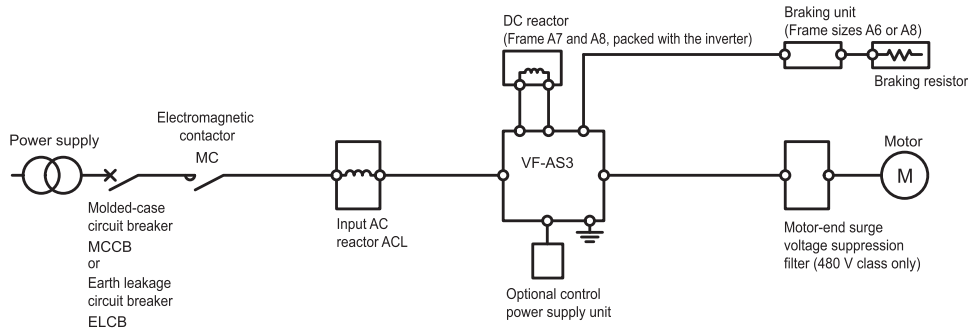 DC reactor
(Frame A7 and A8, packed with the inverter)
Braking unit
(Frame sizes A6 or A8)
Braking resistor
Electromagnetic
contactor
MC
Power supply
VF-AS3
Motor
M
Molded-case
circuit breaker
MCCB
or
Earth leakage
circuit breaker
ELCB
Input AC
reactor ACL
Motor-end surge
voltage suppression
filter (480 V class only)
Optional control
power supply unit